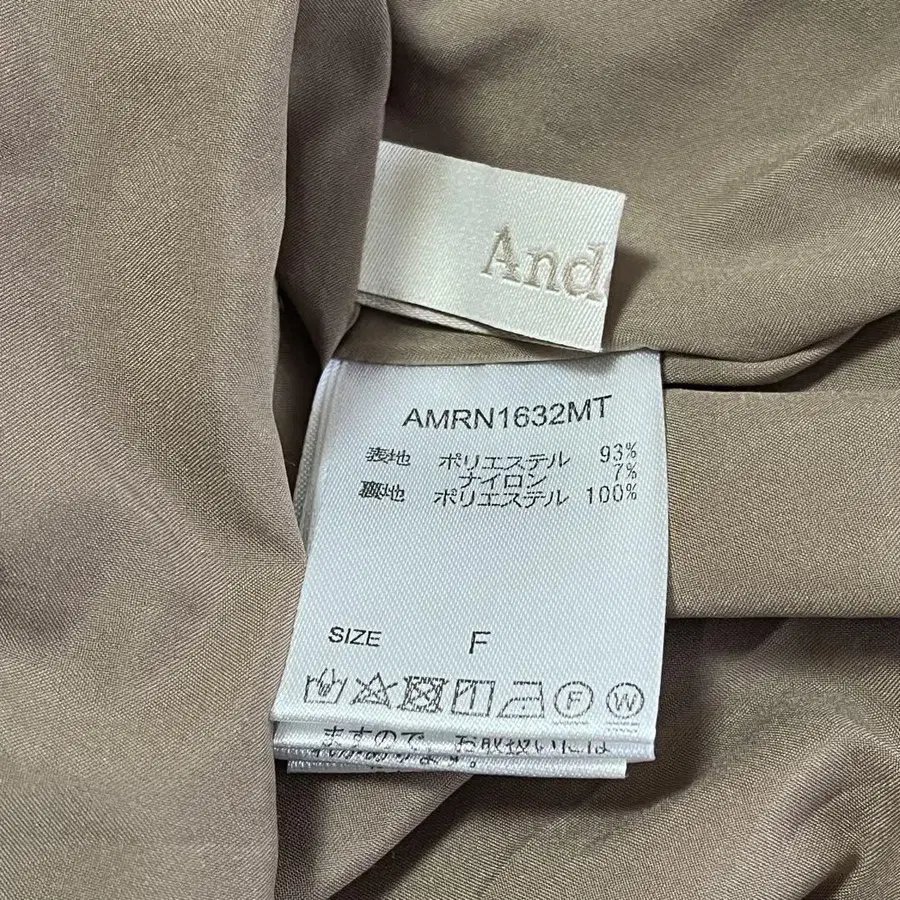 And
AMRN1632MT
表地 ポリエステル 93%
ナイロン 7%
裏地 ポリエステル 100%
SIZE F
F W
ますので、お取扱いには